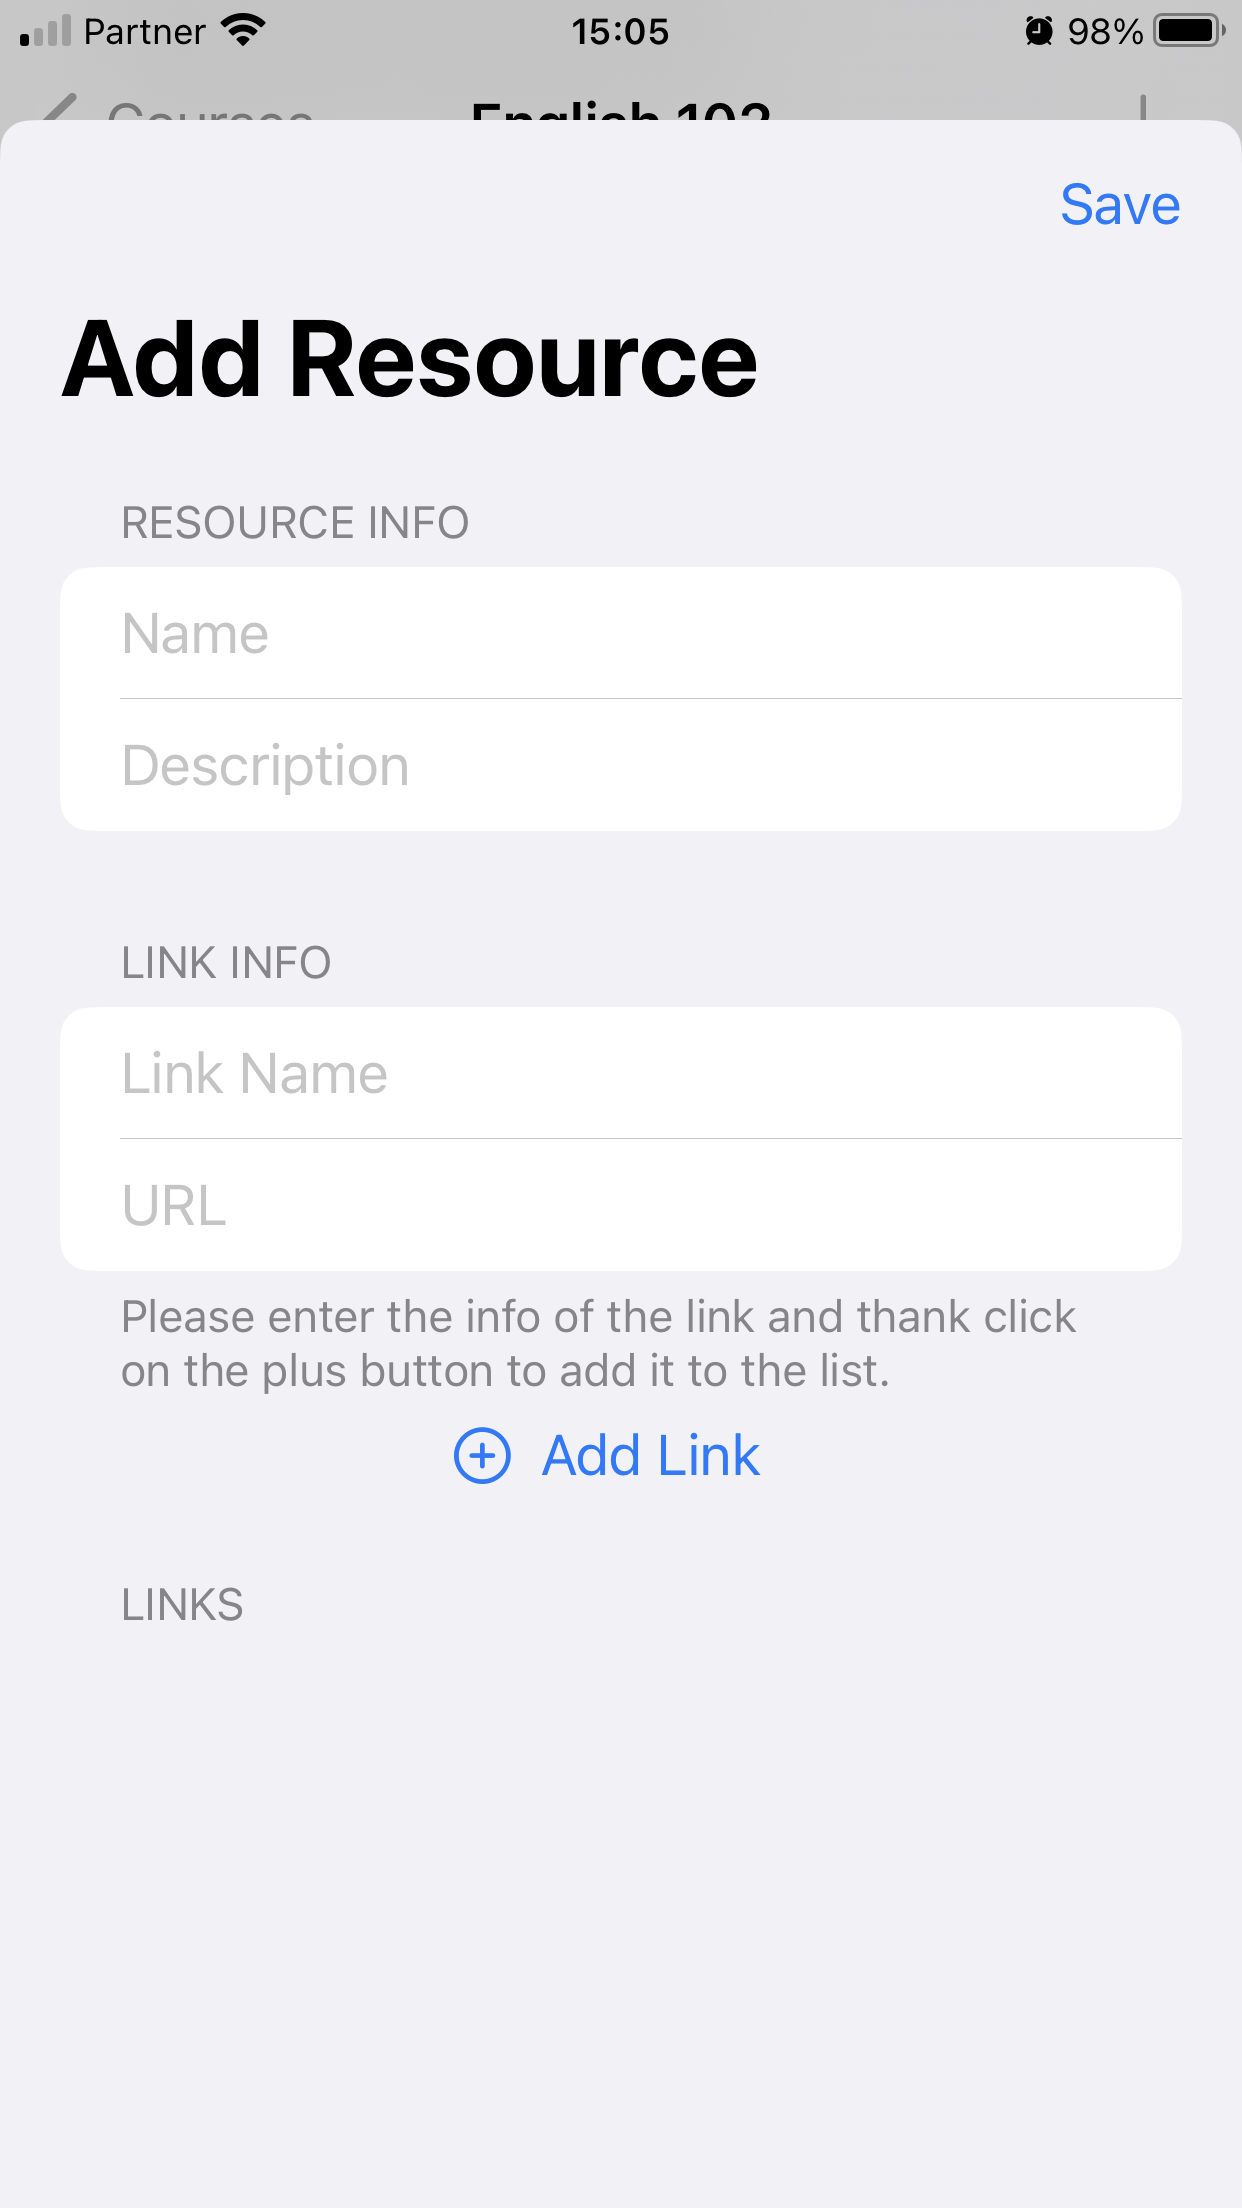 Partner 15:05 98%
Courses English 102
Save
Add Resource
RESOURCE INFO
Name
Description
LINK INFO
Link Name
URL
Please enter the info of the link and thank click
on the plus button to add it to the list.
Add Link
LINKS